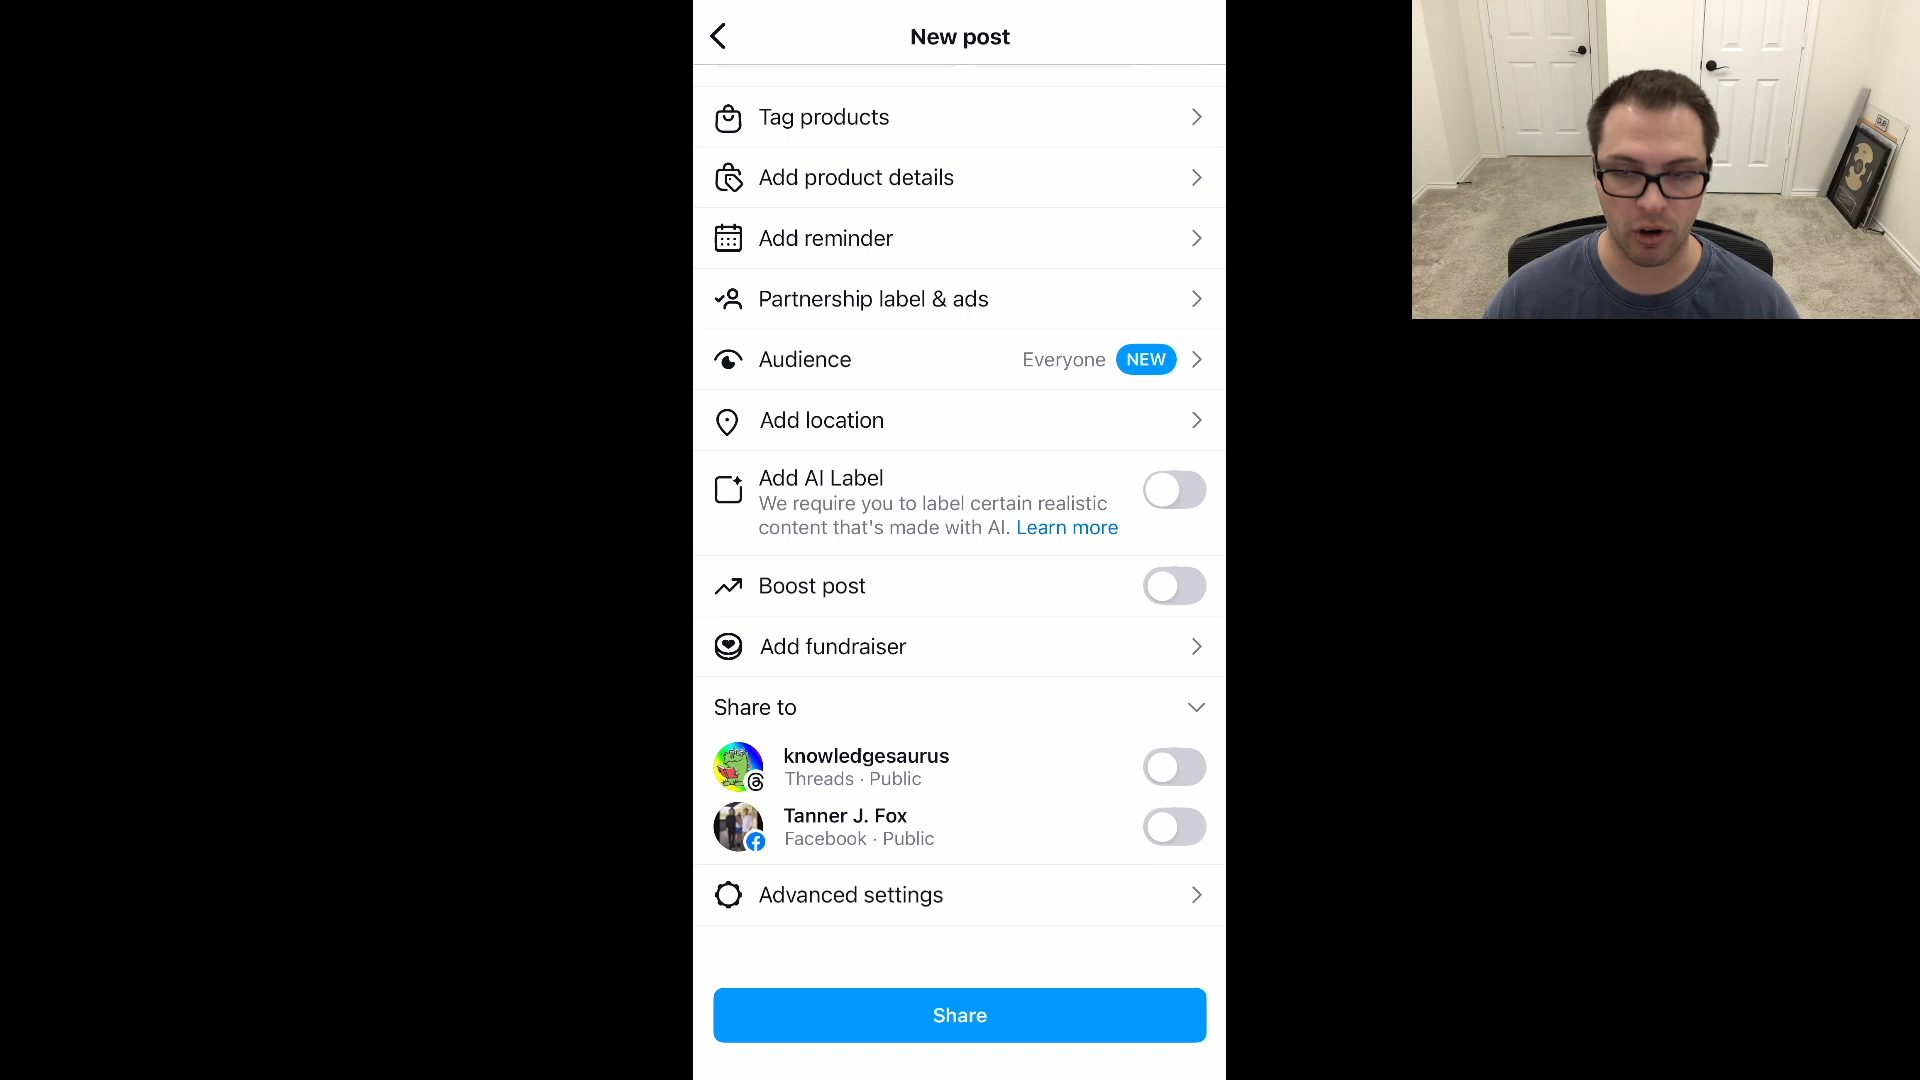 New post
Tag products
Add product details
Add reminder
Partnership label & ads
Audience Everyone NEW
Add location
Add AI Label
We require you to label certain realistic
content that's made with AI. Learn more
Boost post
Add fundraiser
Share to
knowledgesaurus
Threads · Public
Tanner J. Fox
Facebook · Public
Advanced settings
Share